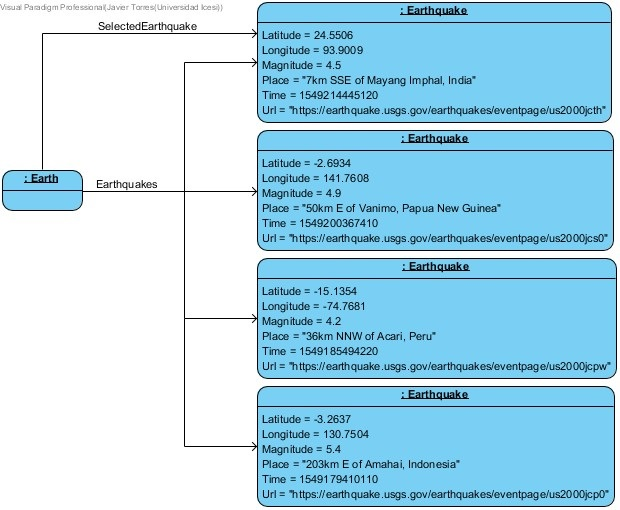 Visual Paradigm Professional(Javier Torres(Universidad Icesi))
SelectedEarthquake
: Earthquake
Latitude = 24.5506
Longitude = 93.9009
Magnitude = 4.5
Place = "7km SSE of Mayang Imphal, India"
Time = 1549214445120
Url = "https://earthquake.usgs.gov/earthquakes/eventpage/us2000jcth"
: Earth
Earthquakes
: Earthquake
Latitude = -2.6934
Longitude = 141.7608
Magnitude = 4.9
Place = "50km E of Vanimo, Papua New Guinea"
Time = 1549200367410
Url = "https://earthquake.usgs.gov/earthquakes/eventpage/us2000jcs0"
: Earthquake
Latitude = -15.1354
Longitude = -74.7681
Magnitude = 4.2
Place = "36km NNW of Acari, Peru"
Time = 1549185494220
Url = "https://earthquake.usgs.gov/earthquakes/eventpage/us2000jcpw"
: Earthquake
Latitude = -3.2637
Longitude = 130.7504
Magnitude = 5.4
Place = "203km E of Amahai, Indonesia"
Time = 1549179410110
Url = "https://earthquake.usgs.gov/earthquakes/eventpage/us2000jcp0"